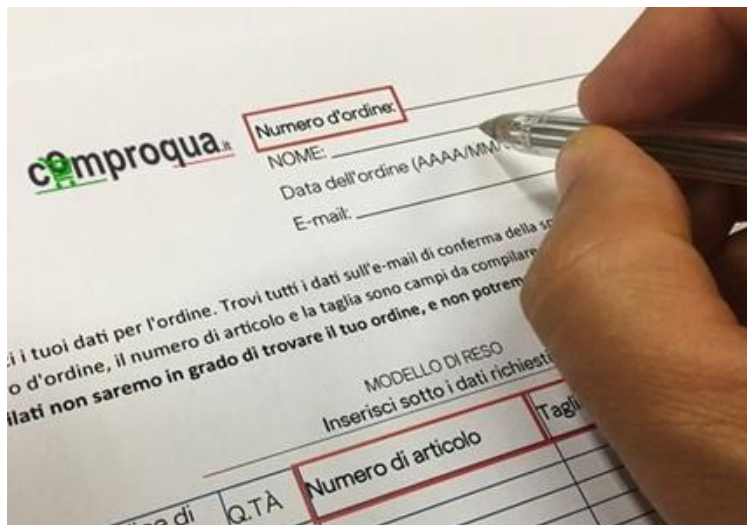 comproqua.it
Numero d'ordine:
NOME:
Data dell'ordine (AAAA/MM/
E-mail:
i tuoi dati per l'ordine. Trovi tutti i dati sull'e-mail di conferma della
o d'ordine, il numero di articolo e la taglia sono campi da compilare
ilati non saremo in grado di trovare il tuo ordine, e non potrem
MODELLO DI RESO
Inserisci sotto i dati richiesti
Q.TÀ
Numero di articolo
Tagli